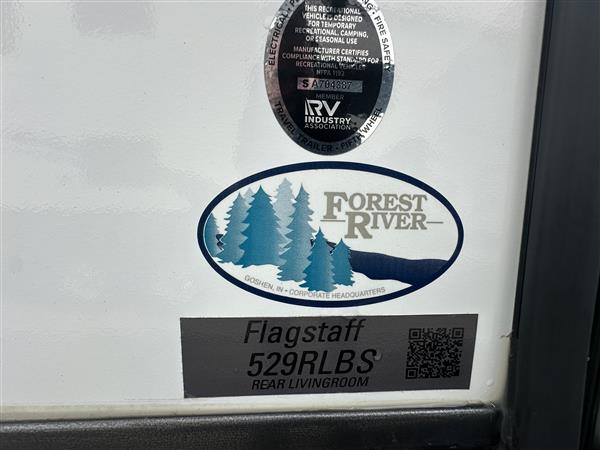 ELECTRICAL
FIRE SAFETY
THIS RECREATIONAL
VEHICLE IS DESIGNED
FOR TEMPORARY
RECREATIONAL, CAMPING,
OR SEASONAL USE
MANUFACTURER CERTIFIES
COMPLIANCE WITH STANDARD FOR
RECREATIONAL VEHICLES
NFPA 1192
MEMBER
RV
INDUSTRY
ASSOCIATION
TRAVEL TRAILER • FIFTH WHEEL
FOREST
RIVER
GOSHEN, IN • CORPORATE HEADQUARTERS
Flagstaff
529RLBS
REAR LIVINGROOM